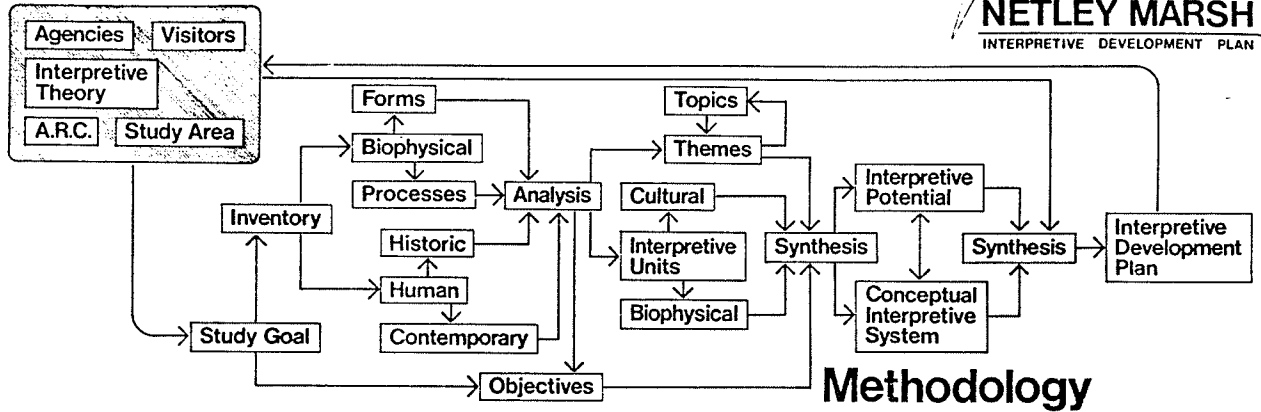 NETLEY MARSH
INTERPRETIVE DEVELOPMENT PLAN
Agencies
Visitors
Interpretive
Theory
A.R.C.
Study Area
Forms
Biophysical
Processes
Inventory
Historic
Human
Contemporary
Study Goal
Analysis
Objectives
Topics
Themes
Cultural
Interpretive
Units
Biophysical
Synthesis
Interpretive
Potential
Conceptual
Interpretive
System
Synthesis
Interpretive
Development
Plan
Methodology